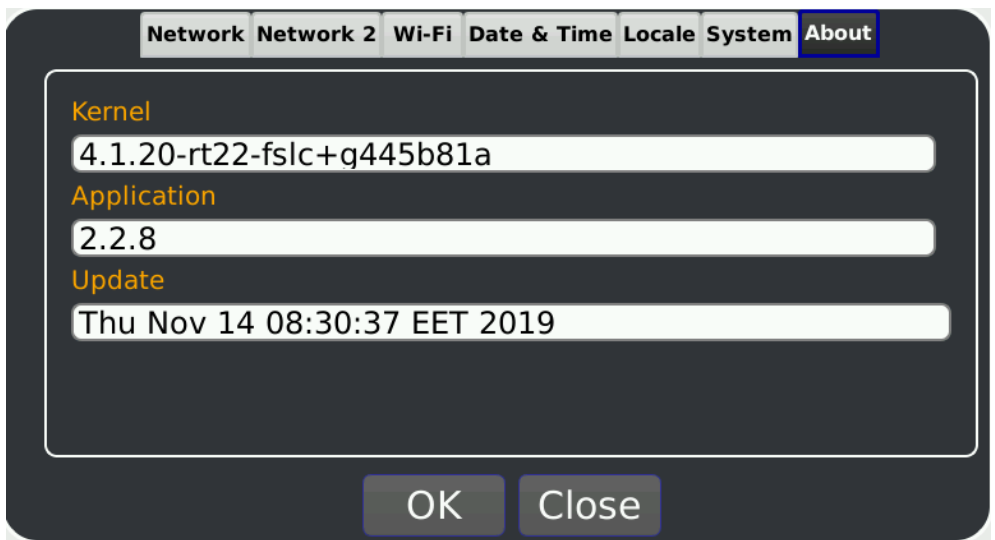 Network Network 2 Wi-Fi Date & Time Locale System About
Kernel
4.1.20-rt22-fslc+g445b81a
Application
2.2.8
Update
Thu Nov 14 08:30:37 EET 2019
OK Close